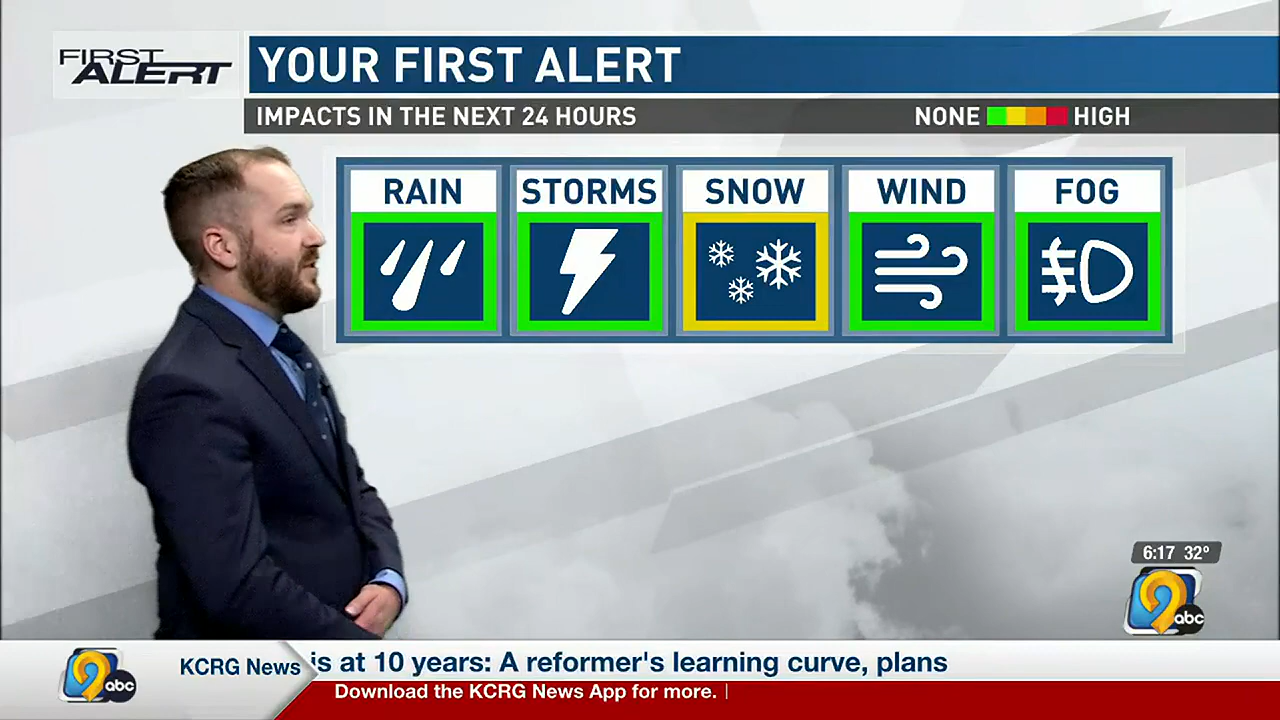 FIRST
ALERT
YOUR FIRST ALERT
IMPACTS IN THE NEXT 24 HOURS
NONE HIGH
RAIN STORMS SNOW WIND FOG
6:17 32°
9
abc
9
abc
KCRG News
is at 10 years: A reformer's learning curve, plans
Download the KCRG News App for more.